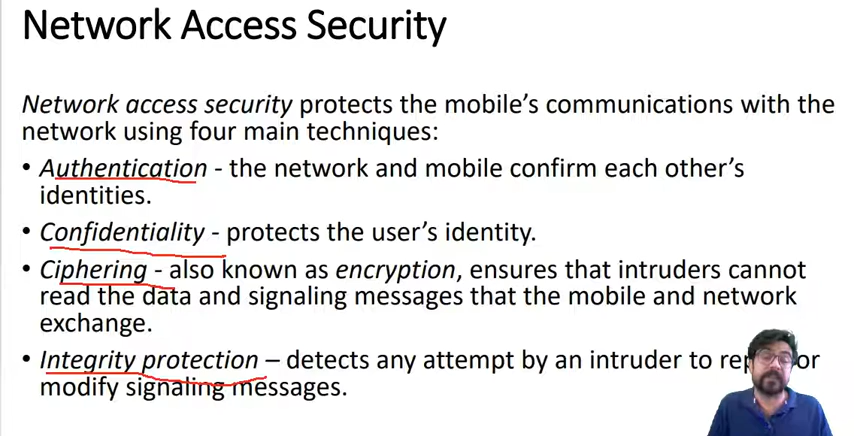 Network Access Security
Network access security protects the mobile's communications with the
network using four main techniques:
• Authentication - the network and mobile confirm each other's
identities.
• Confidentiality - protects the user's identity.
• Ciphering - also known as encryption, ensures that intruders cannot
read the data and signaling messages that the mobile and network
exchange.
• Integrity protection – detects any attempt by an intruder to or
modify signaling messages.